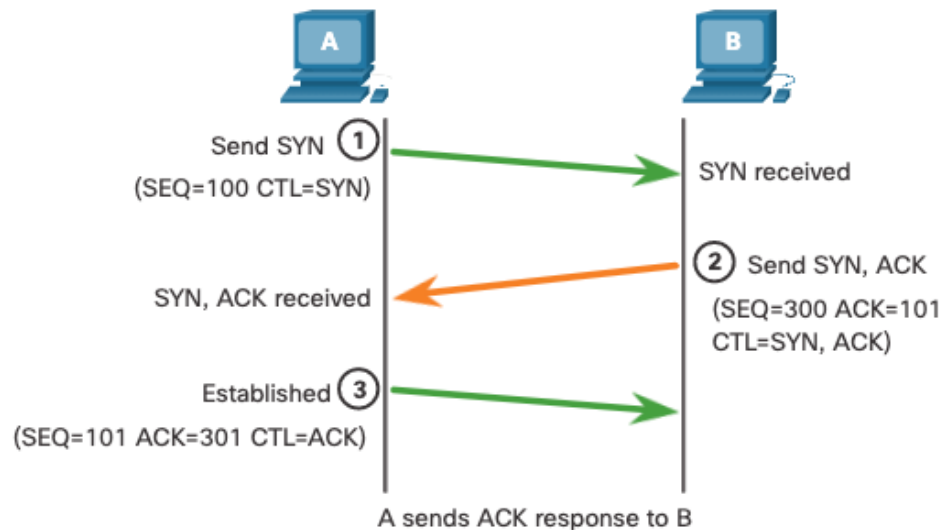 A
B
Send SYN 1
(SEQ=100 CTL=SYN)
SYN received
2 Send SYN, ACK
SYN, ACK received
(SEQ=300 ACK=101
CTL=SYN, ACK)
Established 3
(SEQ=101 ACK=301 CTL=ACK)
A sends ACK response to B